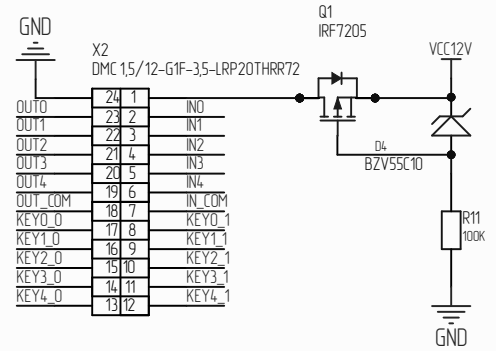 GND
Q1
IRF7205
VCC12V
X2
DMC 1,5/12-G1F-3,5-LRP20THRR72
24 1
OUT0 23 2 IN0
OUT1 22 3 IN1
OUT2 21 4 IN2
OUT3 20 5 IN3
OUT4 19 6 IN4
OUT_COM 18 7 IN_COM
KEY0_0 17 8 KEY0_1
KEY1_0 16 9 KEY1_1
KEY2_0 15 10 KEY2_1
KEY3_0 14 11 KEY3_1
KEY4_0 13 12 KEY4_1
D4
BZV55C10
R11
100K
GND